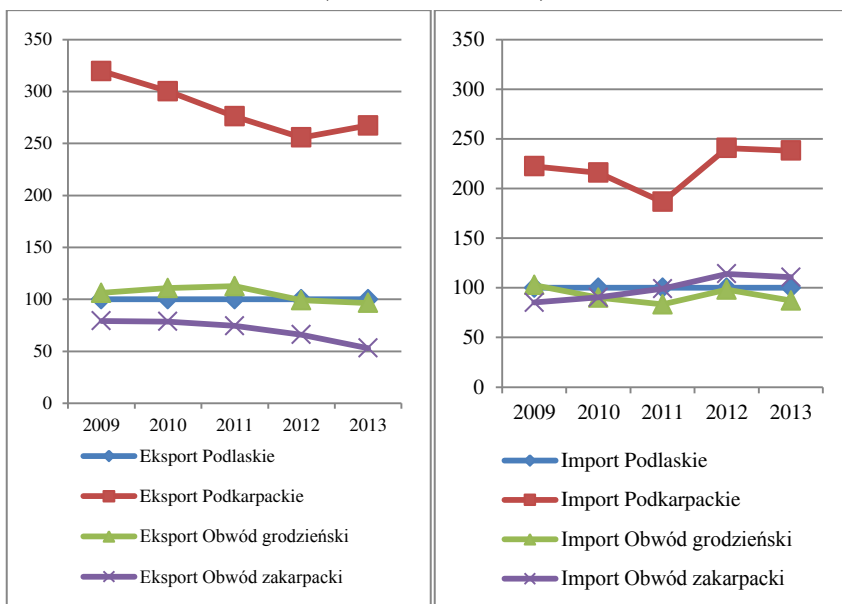 350
300
250
200
150
100
50
0
2009 2010 2011 2012 2013
Eksport Podlaskie
Eksport Podkarpackie
Eksport Obwód grodzieński
Eksport Obwód zakarpacki
350
300
250
200
150
100
50
0
2009 2010 2011 2012 2013
Import Podlaskie
Import Podkarpackie
Import Obwód grodzieński
Import Obwód zakarpacki